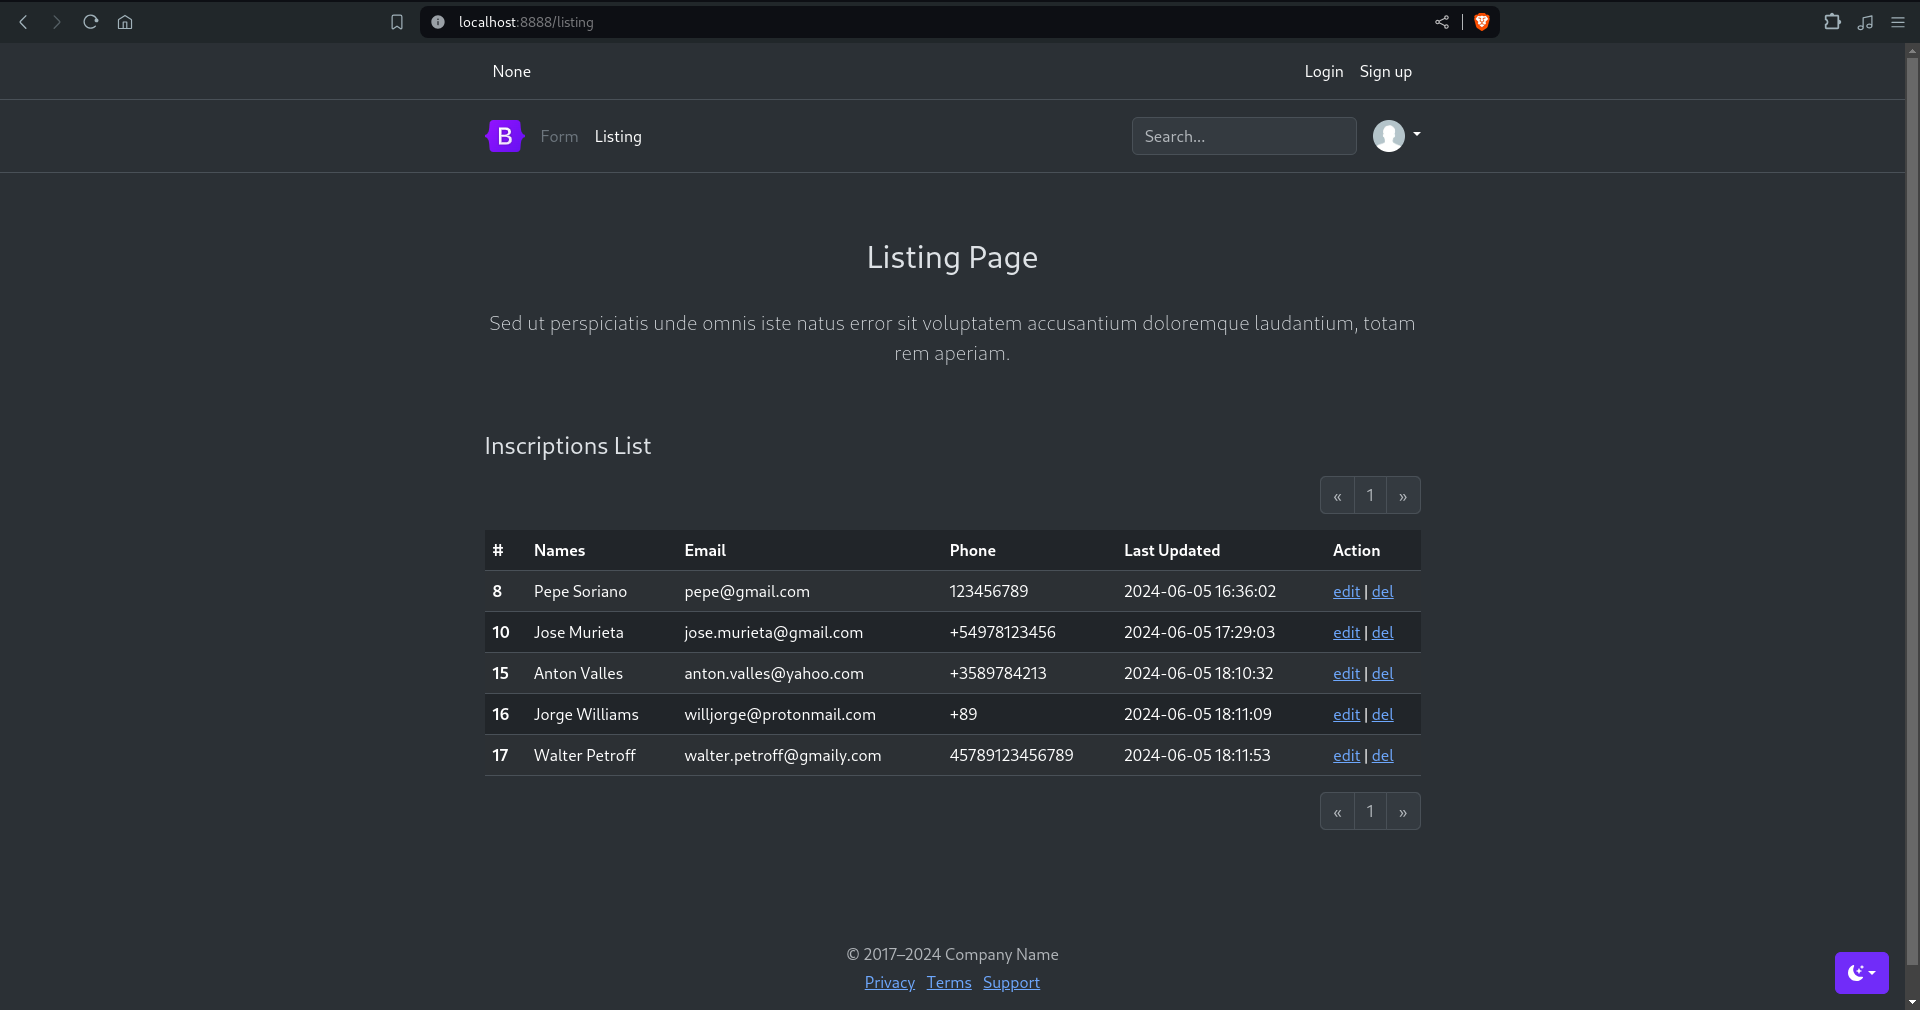 localhost:8888/listing
None Login Sign up
B Form Listing Search...
Listing Page
Sed ut perspiciatis unde omnis iste natus error sit voluptatem accusantium doloremque laudantium, totam
rem aperiam.
Inscriptions List
« 1 »
# Names Email Phone Last Updated Action
8 Pepe Soriano pepe@gmail.com 123456789 2024-06-05 16:36:02 edit | del
10 Jose Murieta jose.murieta@gmail.com +54978123456 2024-06-05 17:29:03 edit | del
15 Anton Valles anton.valles@yahoo.com +3589784213 2024-06-05 18:10:32 edit | del
16 Jorge Williams willjorge@protonmail.com +89 2024-06-05 18:11:09 edit | del
17 Walter Petroff walter.petroff@gmaily.com 45789123456789 2024-06-05 18:11:53 edit | del
« 1 »
© 2017–2024 Company Name
Privacy Terms Support